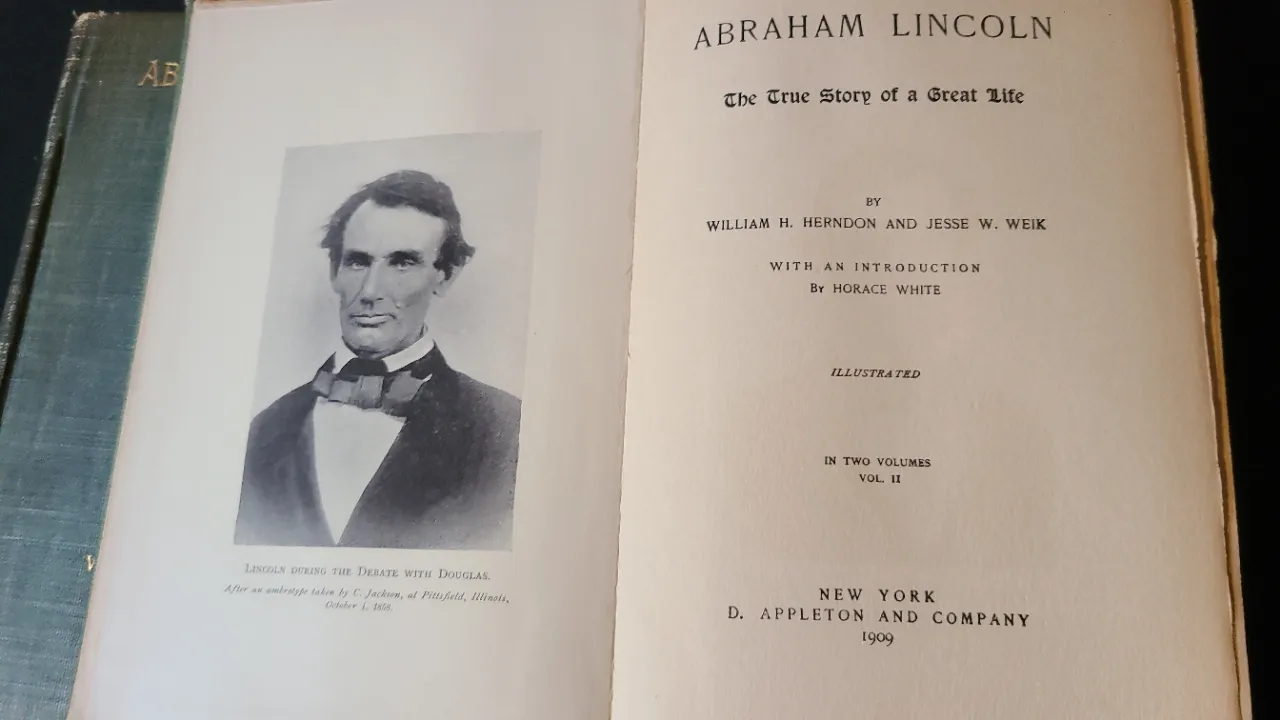 AB
V
LINCOLN DURING THE DEBATE WITH DOUGLAS.
After an ambrotype taken by C. Jackson, at Pittsfield, Illinois,
October 1, 1858.
ABRAHAM LINCOLN
The True Story of a Great Life
BY
WILLIAM H. HERNDON AND JESSE W. WEIK
WITH AN INTRODUCTION
BY HORACE WHITE
ILLUSTRATED
IN TWO VOLUMES
VOL. II
NEW YORK
D. APPLETON AND COMPANY
1909